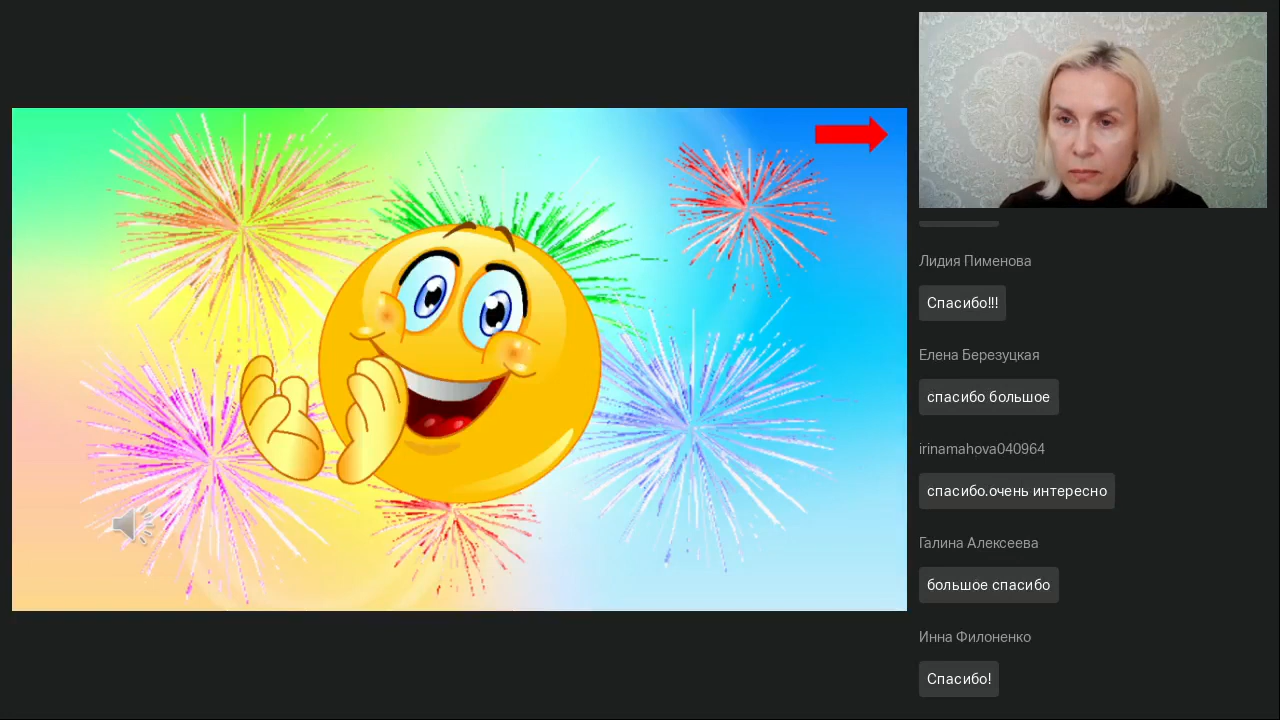 Лидия Пименова
Спасибо!!!
Елена Березуцкая
спасибо большое
irinamahova040964
спасибо.очень интересно
Галина Алексеева
большое спасибо
Инна Филоненко
Спасибо!